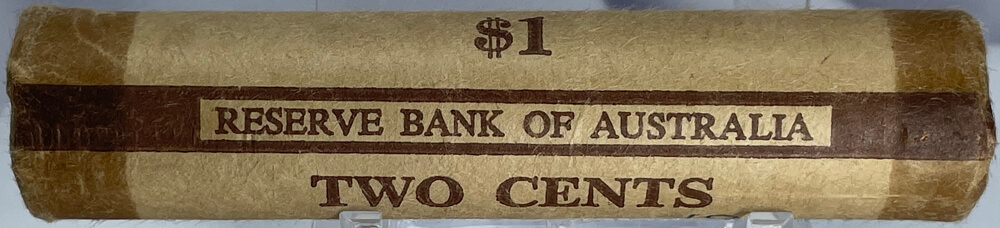 $1
RESERVE BANK OF AUSTRALIA
TWO CENTS